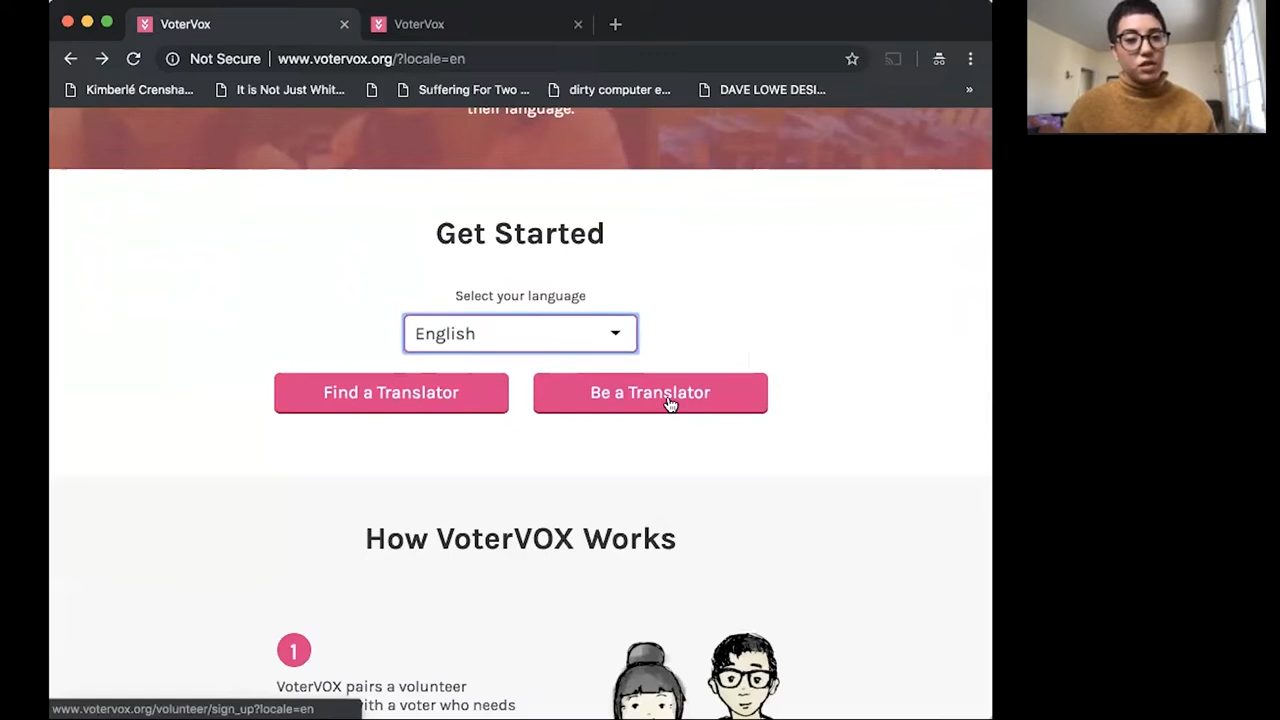 VoterVox
VoterVox
Not Secure www.votervox.org/?locale=en
Kimberlé Crensha...
It is Not Just Whit...
Suffering For Two ...
dirty computer e...
DAVE LOWE DESI...
»
their language.
Get Started
Select your language
English
Find a Translator
Be a Translator
How VoterVOX Works
1
VoterVOX pairs a volunteer
with a voter who needs
www.votervox.org/volunteer/sign_up?locale=en